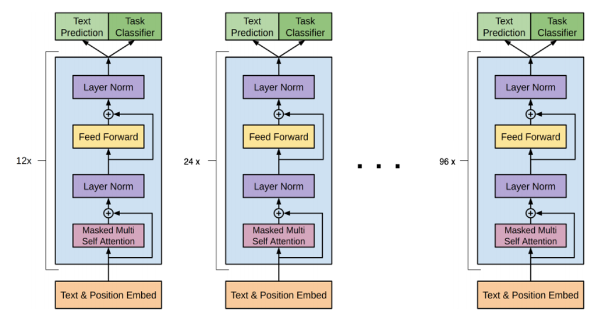 Text
Prediction
Task
Classifier
Layer Norm
Feed Forward
12x
Layer Norm
Masked Multi
Self Attention
Text & Position Embed
Text
Prediction
Task
Classifier
Layer Norm
Feed Forward
24 x
Layer Norm
Masked Multi
Self Attention
Text & Position Embed
. . .
Text
Prediction
Task
Classifier
Layer Norm
Feed Forward
96 x
Layer Norm
Masked Multi
Self Attention
Text & Position Embed